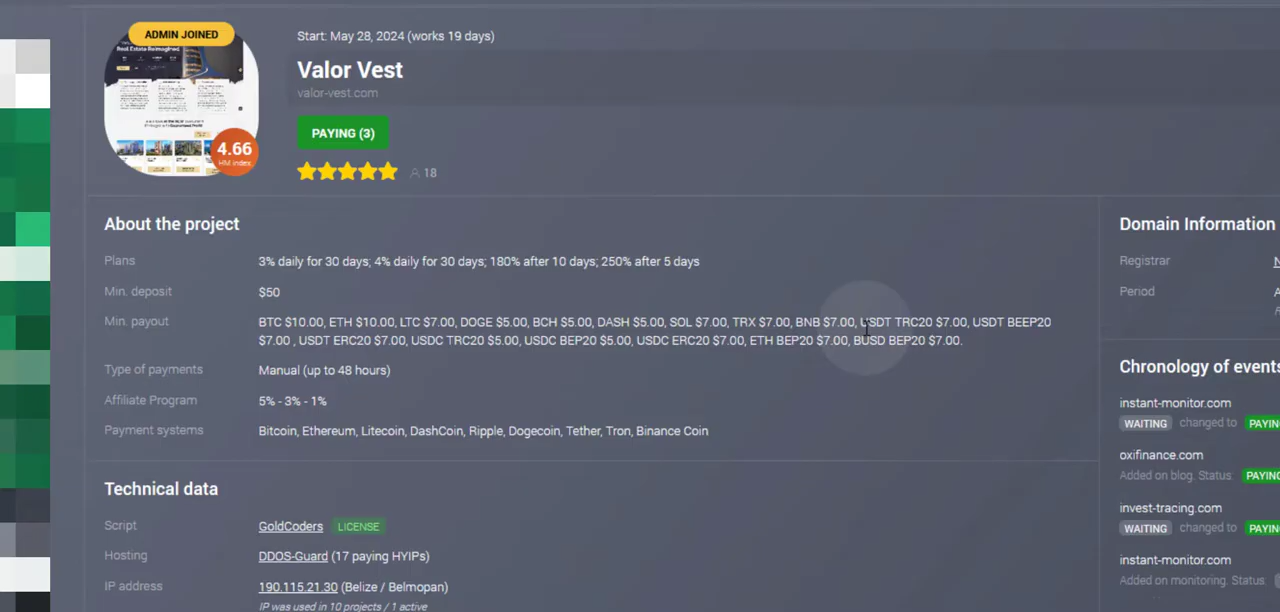 ADMIN JOINED
Real Estate Reimagined
4.66
HM index
Start: May 28, 2024 (works 19 days)
Valor Vest
valor-vest.com
PAYING (3)
18
About the project
Plans 3% daily for 30 days; 4% daily for 30 days; 180% after 10 days; 250% after 5 days
Min. deposit $50
Min. payout BTC $10.00, ETH $10.00, LTC $7.00, DOGE $5.00, BCH $5.00, DASH $5.00, SOL $7.00, TRX $7.00, BNB $7.00, USDT TRC20 $7.00, USDT BEEP20
$7.00 , USDT ERC20 $7.00, USDC TRC20 $5.00, USDC BEP20 $5.00, USDC ERC20 $7.00, ETH BEP20 $7.00, BUSD BEP20 $7.00.
Type of payments Manual (up to 48 hours)
Affiliate Program 5% - 3% - 1%
Payment systems Bitcoin, Ethereum, Litecoin, DashCoin, Ripple, Dogecoin, Tether, Tron, Binance Coin
Technical data
Script GoldCoders LICENSE
Hosting DDOS-Guard (17 paying HYIPs)
IP address 190.115.21.30 (Belize / Belmopan)
IP was used in 10 projects / 1 active
Domain Information
Registrar N
Period A
Chronology of events
instant-monitor.com
WAITING changed to PAYIN
oxifinance.com
Added on blog. Status: PAYIN
invest-tracing.com
WAITING changed to PAYIN
instant-monitor.com
Added on monitoring. Status: